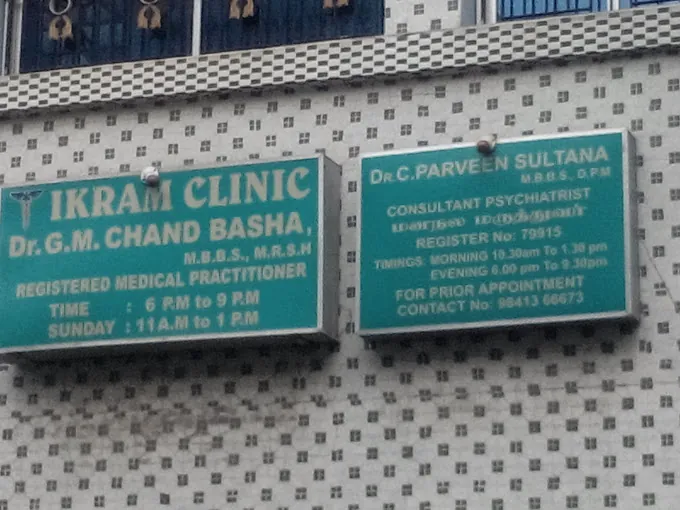 IKRAM CLINIC
Dr. G.M. CHAND BASHA,
M.B.B.S., M.R.S.H
REGISTERED MEDICAL PRACTITIONER
TIME : 6 P.M to 9 P.M
SUNDAY : 11 A.M to 1 P.M
DR.C.PARVEEN SULTANA
M.B.B.S., D.P.M
CONSULTANT PSYCHIATRIST
மனநல மருத்துவர்
REGISTER No: 79915
TIMINGS: MORNING 10.30am To 1.30 pm
EVENING 6.00 pm To 9.30pm
FOR PRIOR APPOINTMENT
CONTACT No: 98413 66673